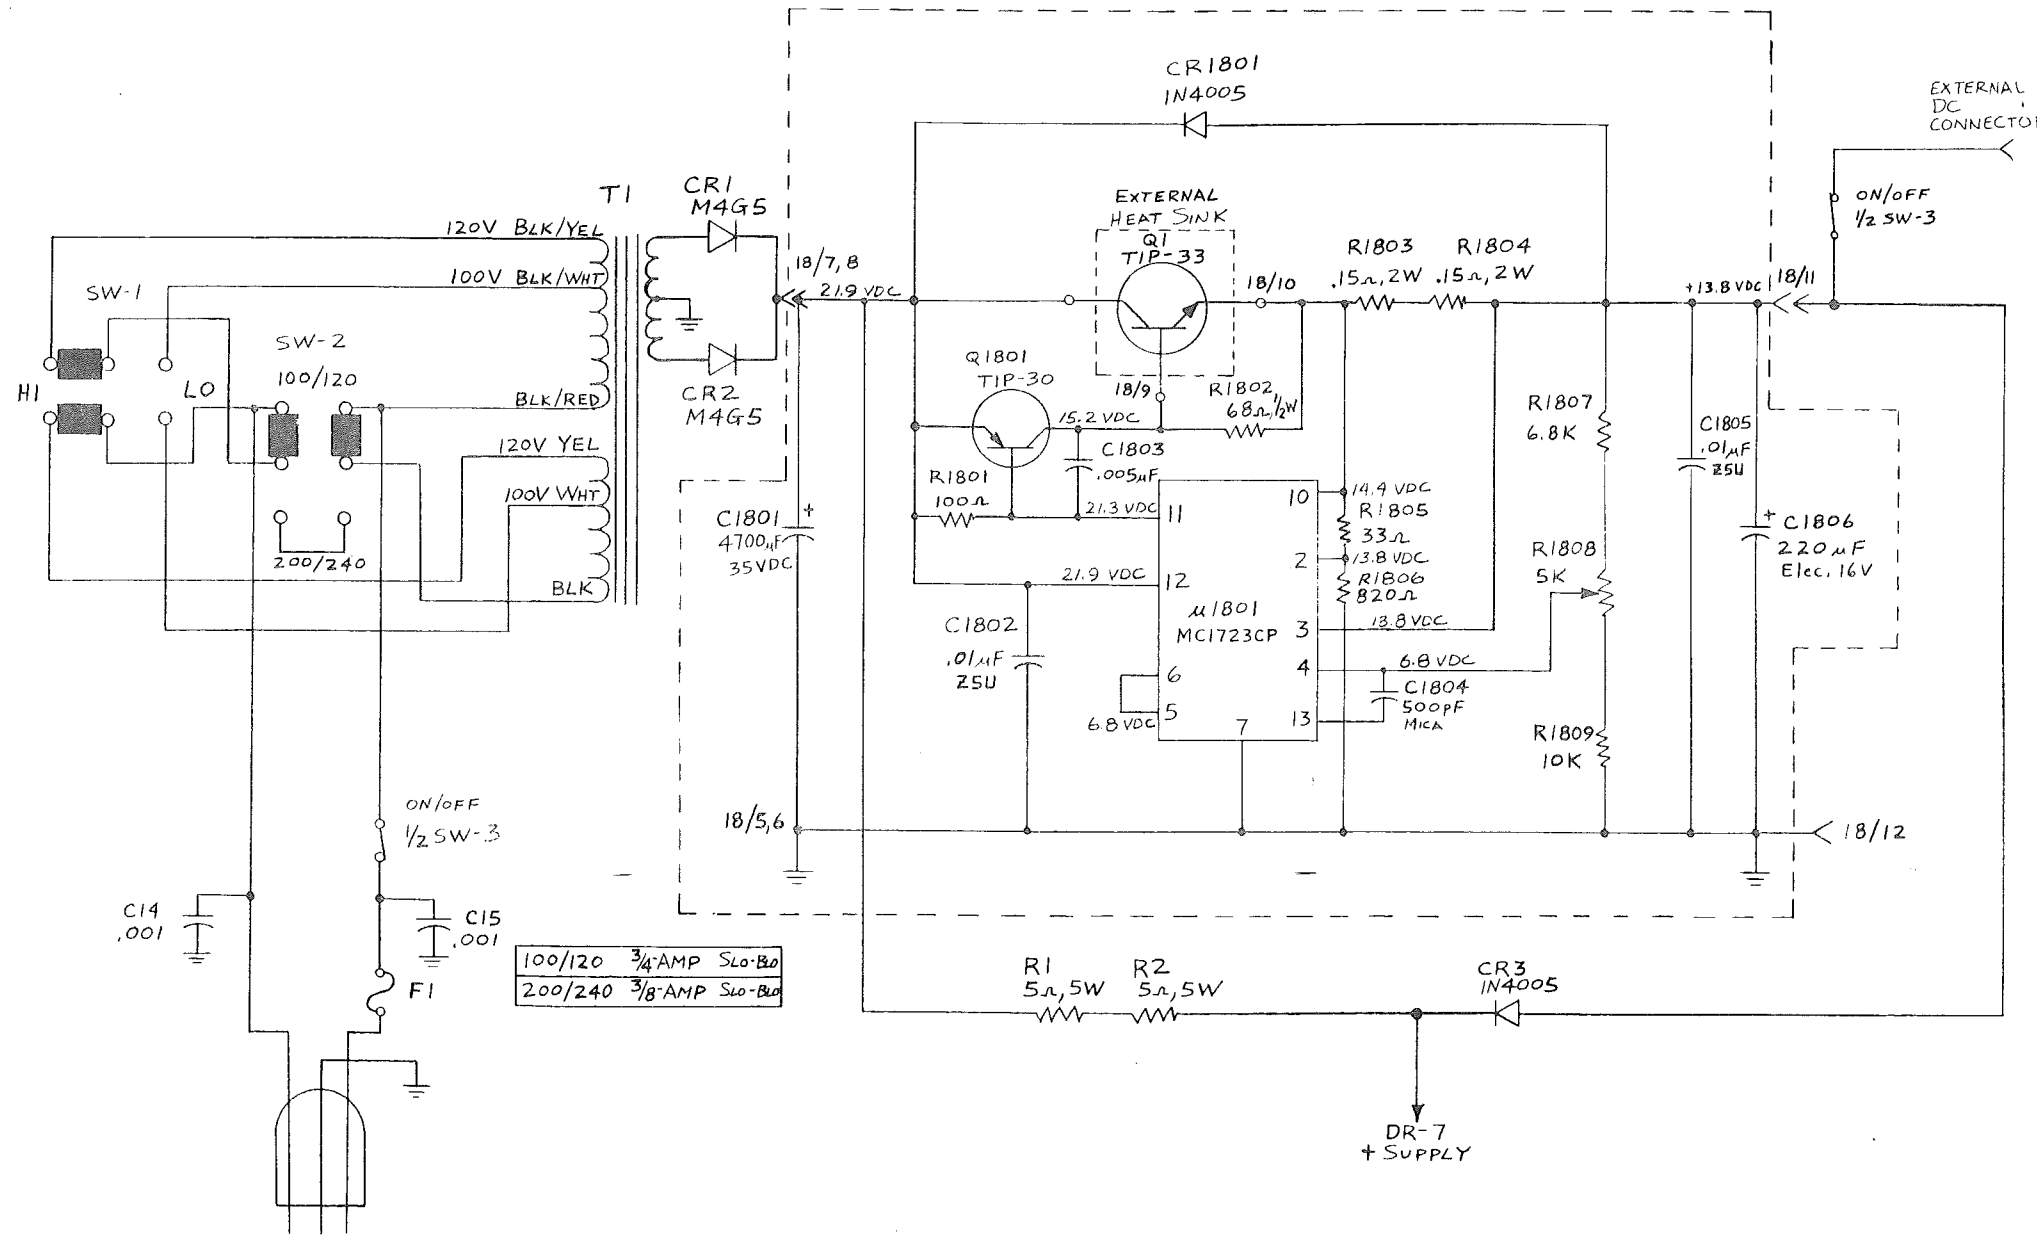 CR1801
1N4005
EXTERNAL
DC
CONNECTOR
ON/OFF
1/2 SW-3
T1
CR1
M4G5
EXTERNAL
HEAT SINK
Q1
TIP-33
R1803
.15Ω, 2W
R1804
.15Ω, 2W
120V BLK/YEL
100V BLK/WHT
BLK/RED
120V YEL
100V WHT
BLK
SW-1
HI
LO
SW-2
100/120
200/240
CR2
M4G5
18/7, 8
21.9 VDC
18/10
+13.8 VDC
18/11
Q1801
TIP-30
18/9
15.2 VDC
R1802
68Ω, 1/2W
C1803
.005µF
R1801
100Ω
21.3 VDC
11
10
14.4 VDC
R1805
33Ω
2
13.8 VDC
R1806
820Ω
21.9 VDC
12
µ1801
MC1723CP
3
13.8 VDC
4
6.8 VDC
C1804
500pF
MICA
13
6
5
6.8 VDC
7
C1801
4700µF
35VDC
+
C1802
.01µF
Z5U
R1807
6.8K
R1808
5K
R1809
10K
C1805
.01µF
Z5U
+
C1806
220µF
Elec. 16V
18/5,6
18/12
ON/OFF
1/2 SW-3
C14
.001
C15
.001
F1
100/120 3/4-AMP SLO-BLO
200/240 3/8-AMP SLO-BLO
R1
5Ω, 5W
R2
5Ω, 5W
CR3
1N4005
DR-7
+ SUPPLY